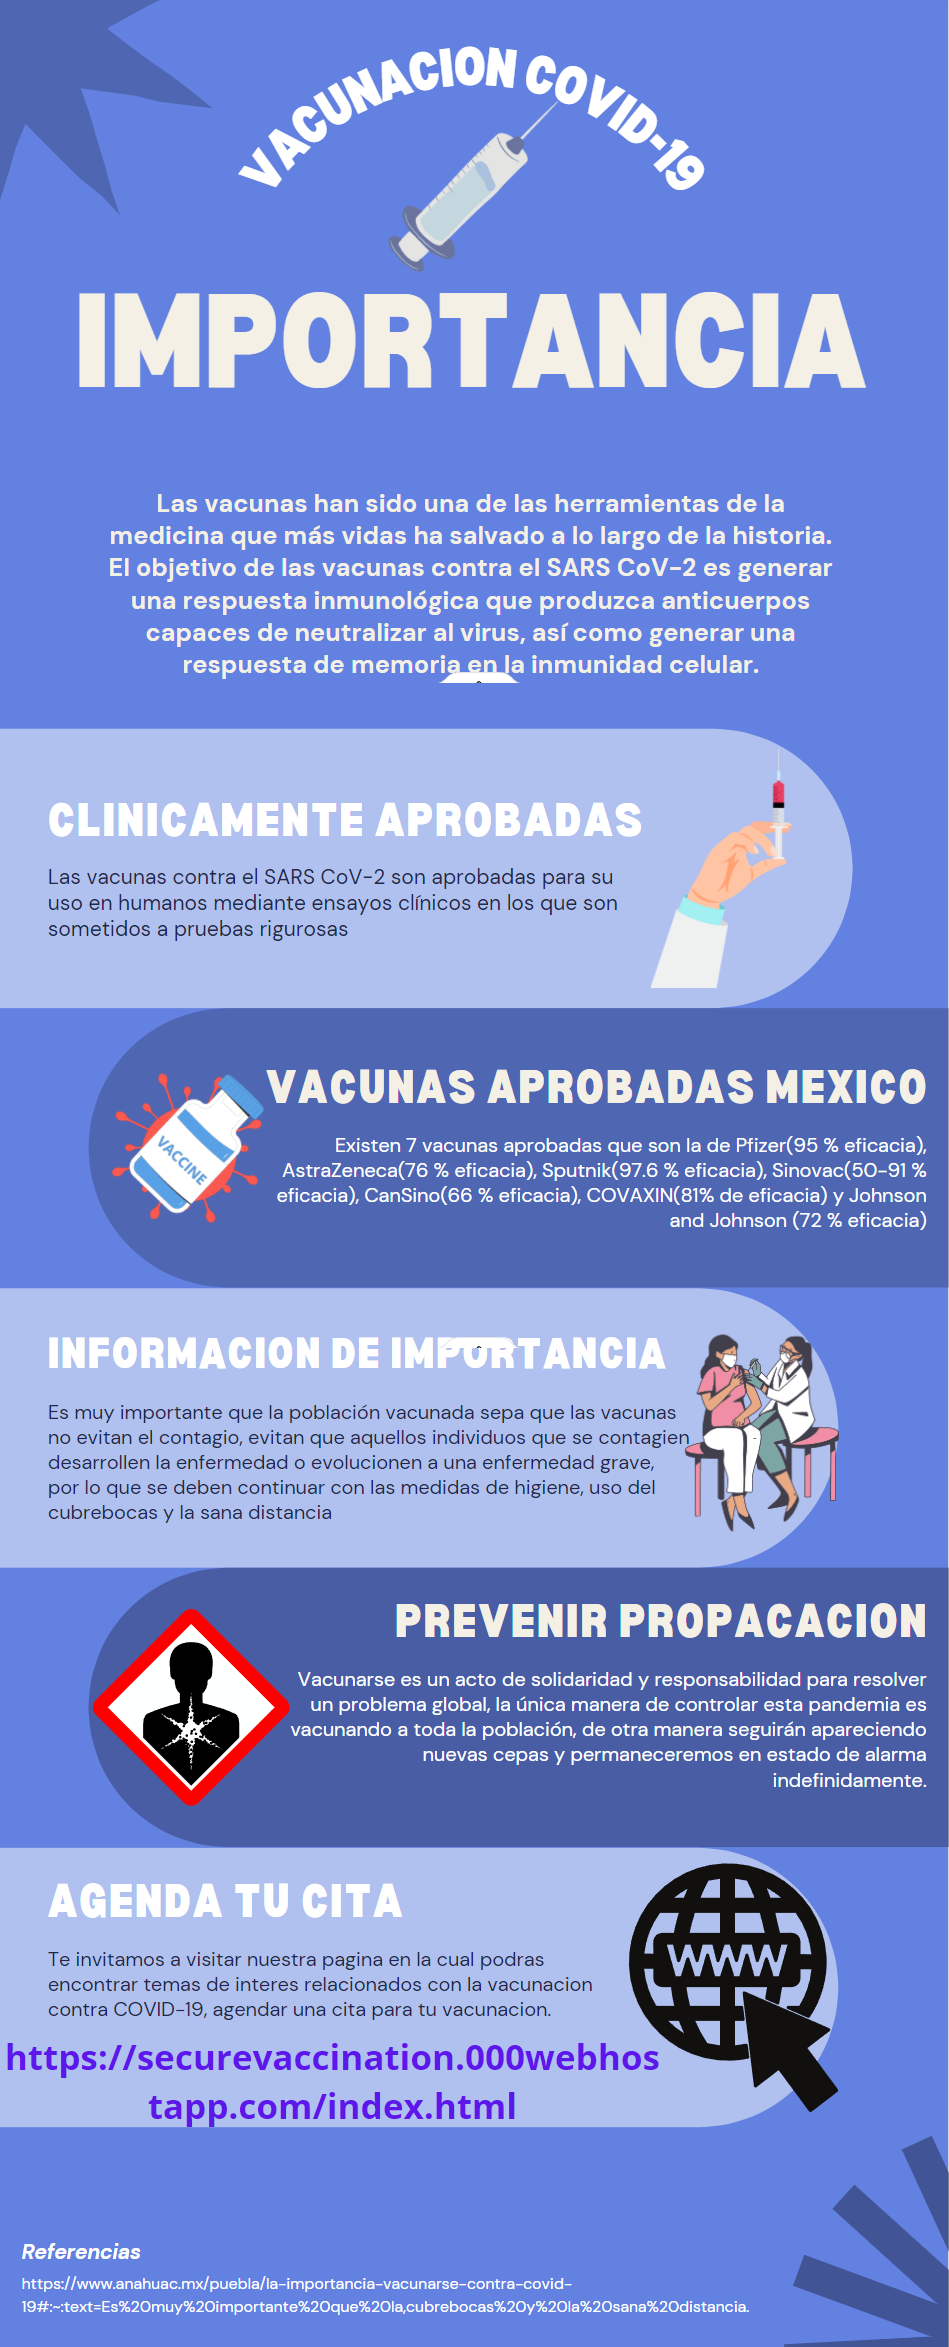 VACUNACION COVID-19
IMPORTANCIA
Las vacunas han sido una de las herramientas de la
medicina que más vidas ha salvado a lo largo de la historia.
El objetivo de las vacunas contra el SARS CoV-2 es generar
una respuesta inmunológica que produzca anticuerpos
capaces de neutralizar al virus, así como generar una
respuesta de memoria en la inmunidad celular.
CLINICAMENTE APROBADAS
Las vacunas contra el SARS CoV-2 son aprobadas para su
uso en humanos mediante ensayos clínicos en los que son
sometidos a pruebas rigurosas
VACCINE
VACUNAS APROBADAS MEXICO
Existen 7 vacunas aprobadas que son la de Pfizer(95 % eficacia),
AstraZeneca(76 % eficacia), Sputnik(97.6 % eficacia), Sinovac(50-91 %
eficacia), CanSino(66 % eficacia), COVAXIN(81% de eficacia) y Johnson
and Johnson (72 % eficacia)
INFORMACION DE IMPORTANCIA
Es muy importante que la población vacunada sepa que las vacunas
no evitan el contagio, evitan que aquellos individuos que se contagien
desarrollen la enfermedad o evolucionen a una enfermedad grave,
por lo que se deben continuar con las medidas de higiene, uso del
cubrebocas y la sana distancia
PREVENIR PROPACACION
Vacunarse es un acto de solidaridad y responsabilidad para resolver
un problema global, la única manera de controlar esta pandemia es
vacunando a toda la población, de otra manera seguirán apareciendo
nuevas cepas y permaneceremos en estado de alarma
indefinidamente.
AGENDA TU CITA
Te invitamos a visitar nuestra pagina en la cual podras
encontrar temas de interes relacionados con la vacunacion
contra COVID-19, agendar una cita para tu vacunacion.
WWW
https://securevaccination.000webhos
tapp.com/index.html
Referencias
https://www.anahuac.mx/puebla/la-importancia-vacunarse-contra-covid-
19#:~:text=Es%20muy%20importante%20que%20la,cubrebocas%20y%20la%20sana%20distancia.